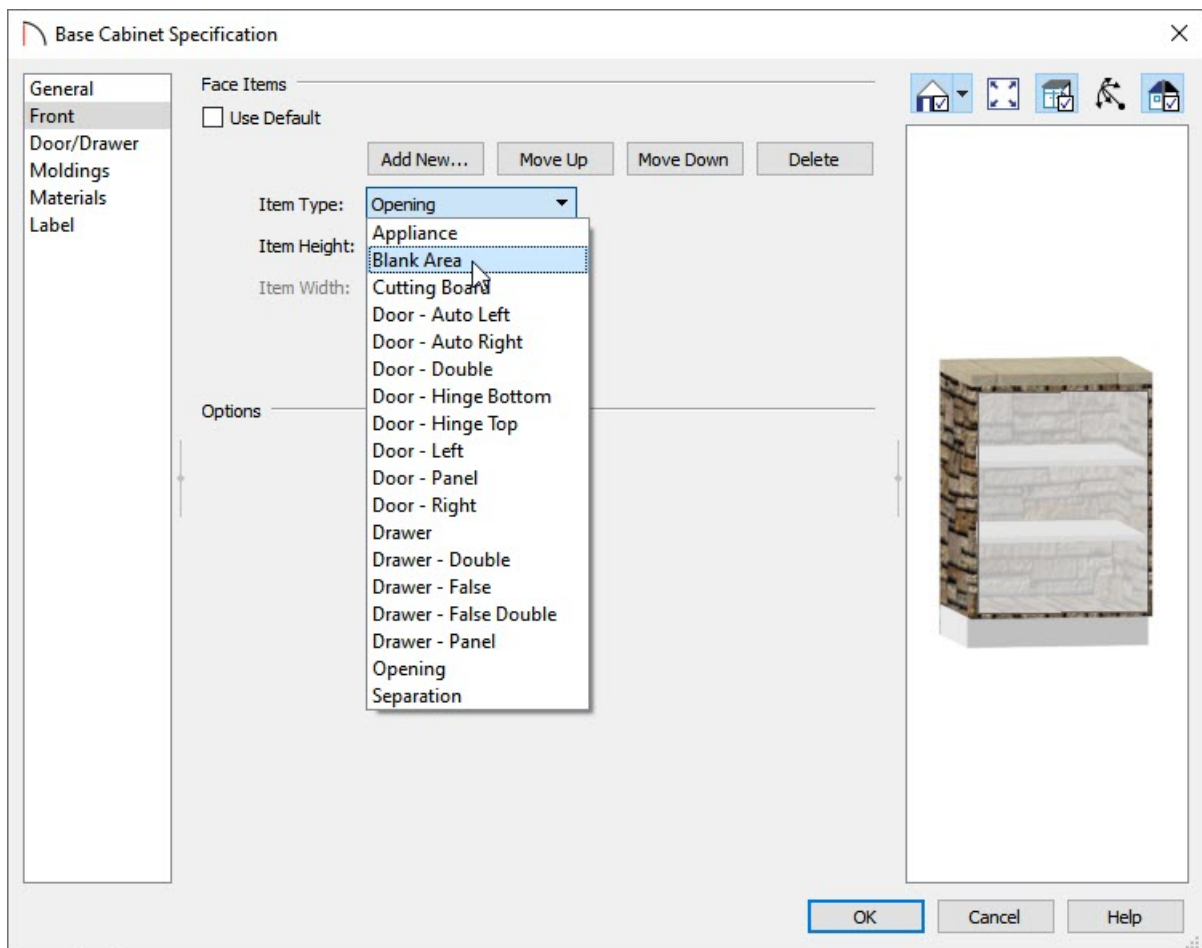 Base Cabinet Specification
General
Front
Door/Drawer
Moldings
Materials
Label
Face Items
Use Default
Add New... Move Up Move Down Delete
Item Type: Opening
Item Height:
Item Width:
Appliance
Blank Area
Cutting Board
Door - Auto Left
Door - Auto Right
Door - Double
Door - Hinge Bottom
Door - Hinge Top
Door - Left
Door - Panel
Door - Right
Drawer
Drawer - Double
Drawer - False
Drawer - False Double
Drawer - Panel
Opening
Separation
Options
OK Cancel Help